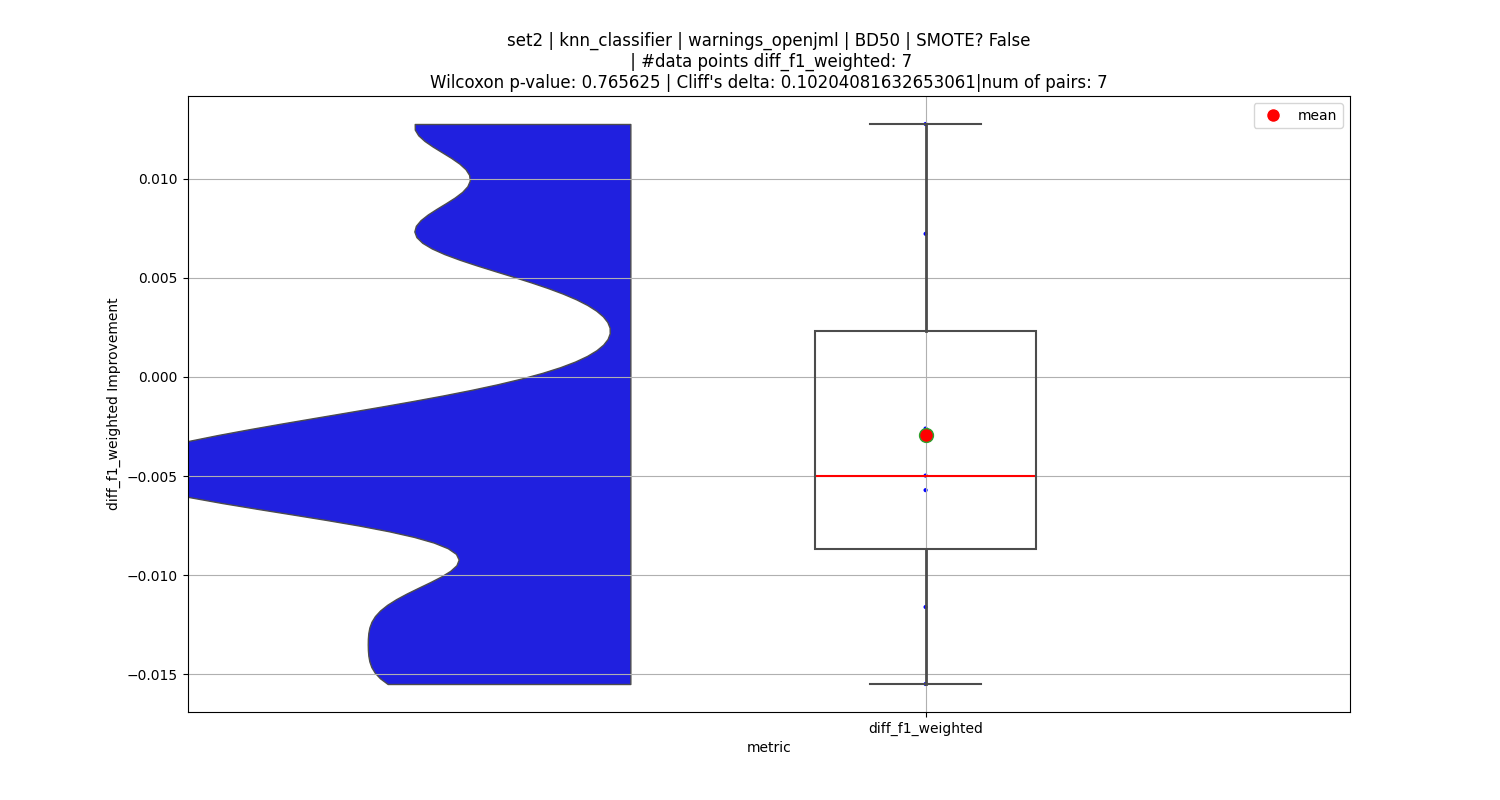 set2 | knn_classifier | warnings_openjml | BD50 | SMOTE? False
| #data points diff_f1_weighted: 7
Wilcoxon p-value: 0.765625 | Cliff's delta: 0.10204081632653061|num of pairs: 7
mean
0.010
0.005
0.000
−0.005
−0.010
−0.015
diff_f1_weighted Improvement
diff_f1_weighted
metric